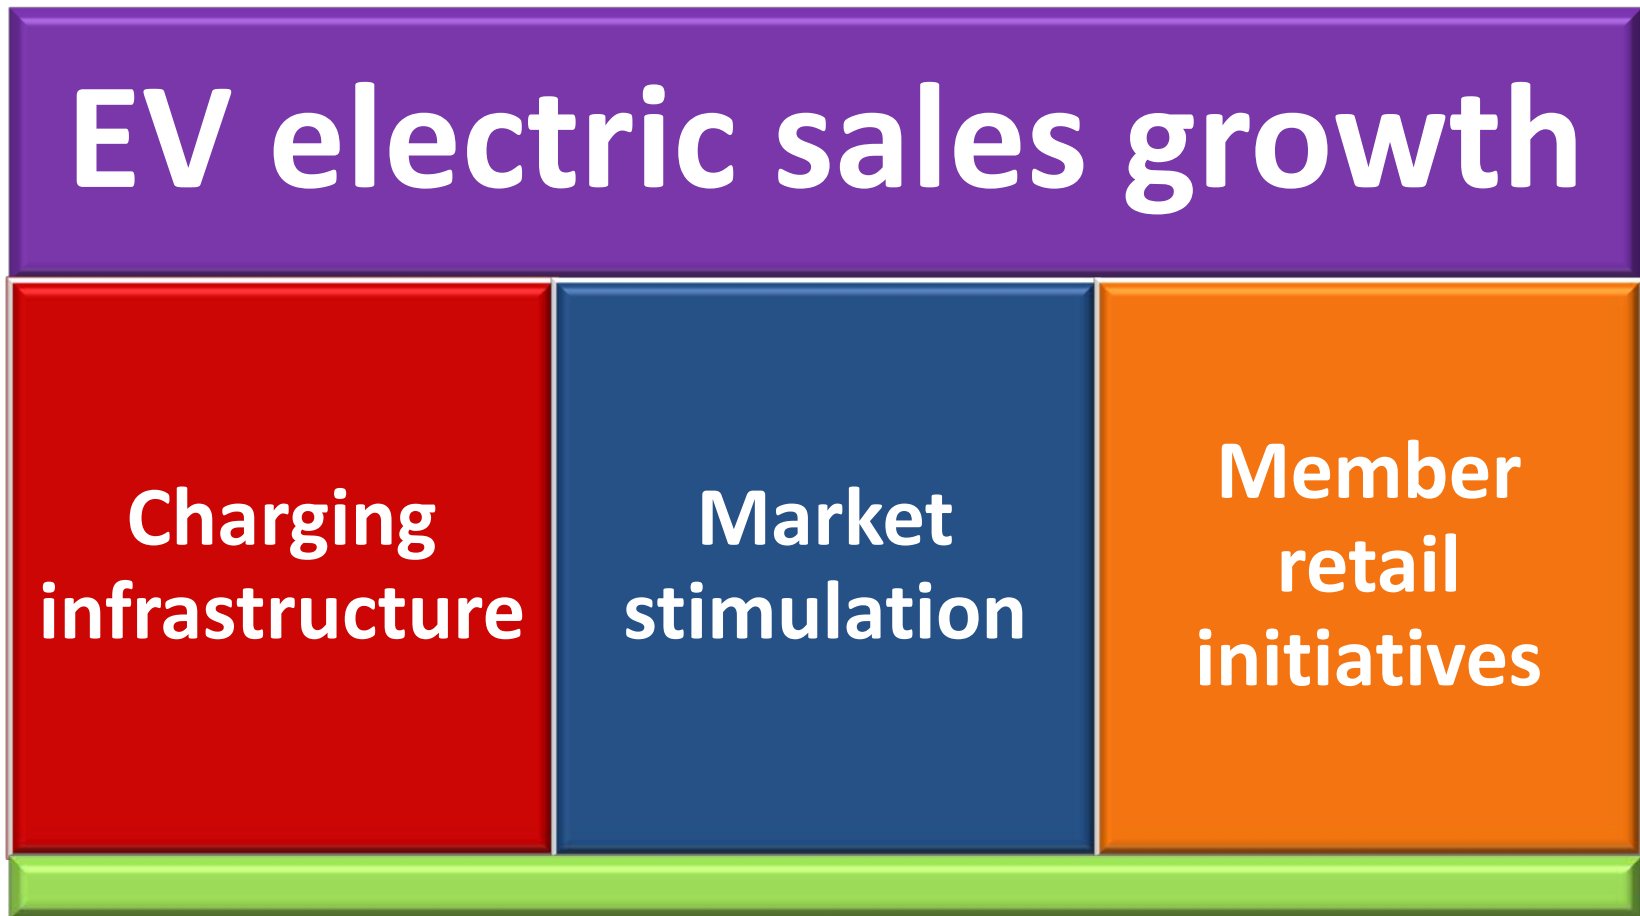 EV electric sales growth
Charging
infrastructure
Market
stimulation
Member
retail
initiatives